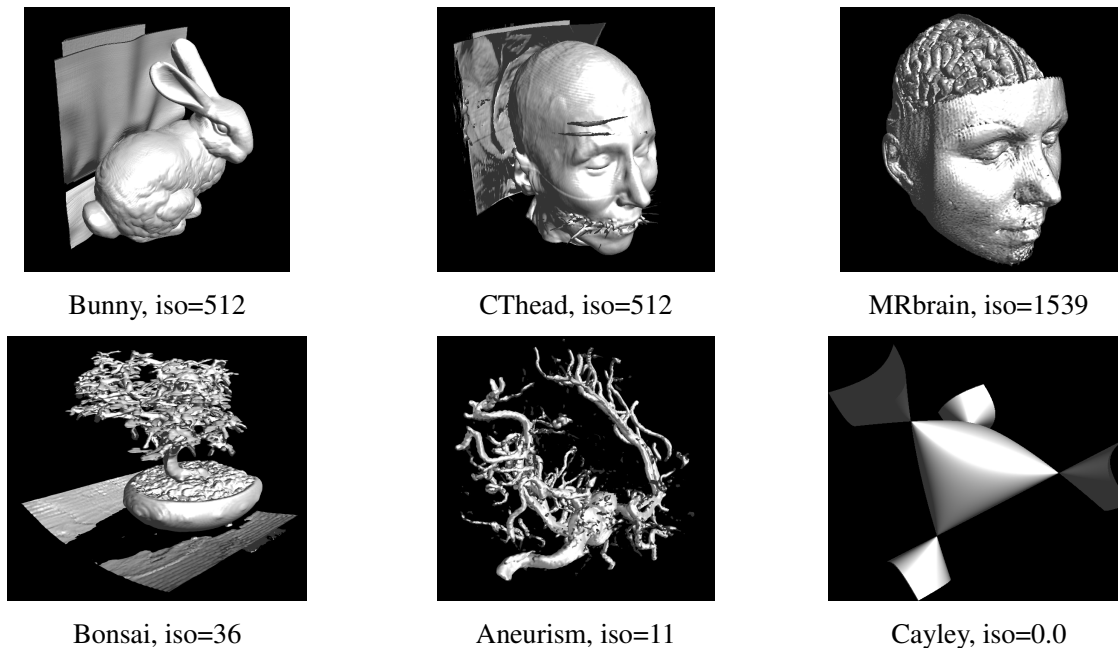 Bunny, iso=512
CThead, iso=512
MRbrain, iso=1539
Bonsai, iso=36
Aneurism, iso=11
Cayley, iso=0.0